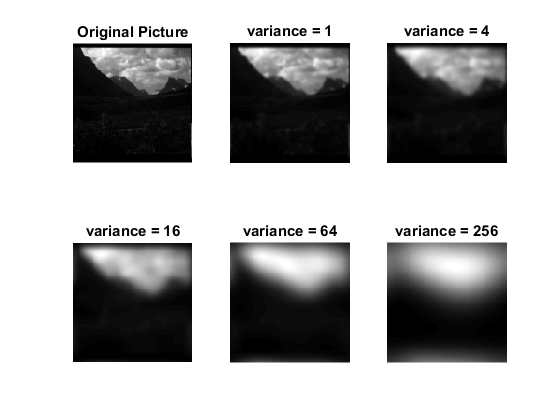 Original Picture
variance = 1
variance = 4
variance = 16
variance = 64
variance = 256